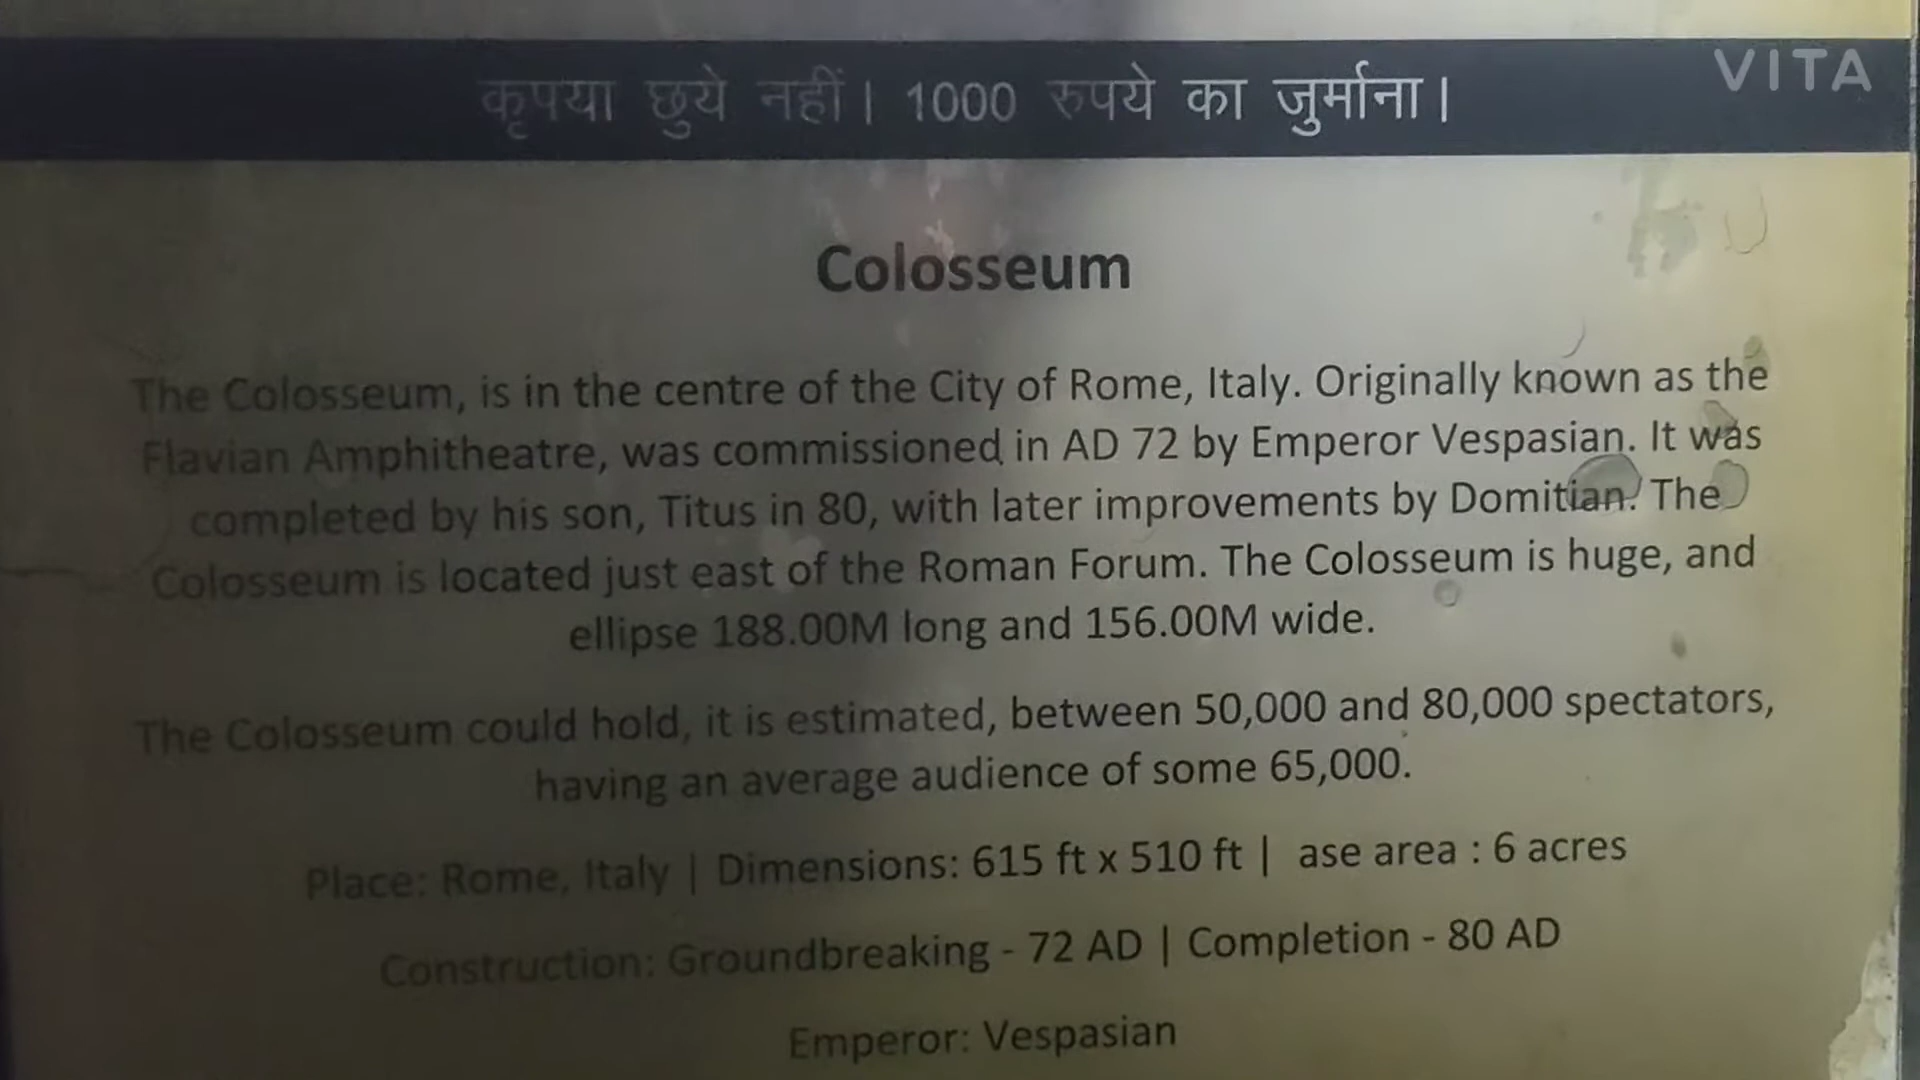 VITA
कृपया छुये नहीं। 1000 रुपये का जुर्माना।
Colosseum
The Colosseum, is in the centre of the City of Rome, Italy. Originally known as the
Flavian Amphitheatre, was commissioned in AD 72 by Emperor Vespasian. It was
completed by his son, Titus in 80, with later improvements by Domitian. The
Colosseum is located just east of the Roman Forum. The Colosseum is huge, and
ellipse 188.00M long and 156.00M wide.
The Colosseum could hold, it is estimated, between 50,000 and 80,000 spectators,
having an average audience of some 65,000.
Place: Rome, Italy | Dimensions: 615 ft x 510 ft | ase area : 6 acres
Construction: Groundbreaking - 72 AD | Completion - 80 AD
Emperor: Vespasian